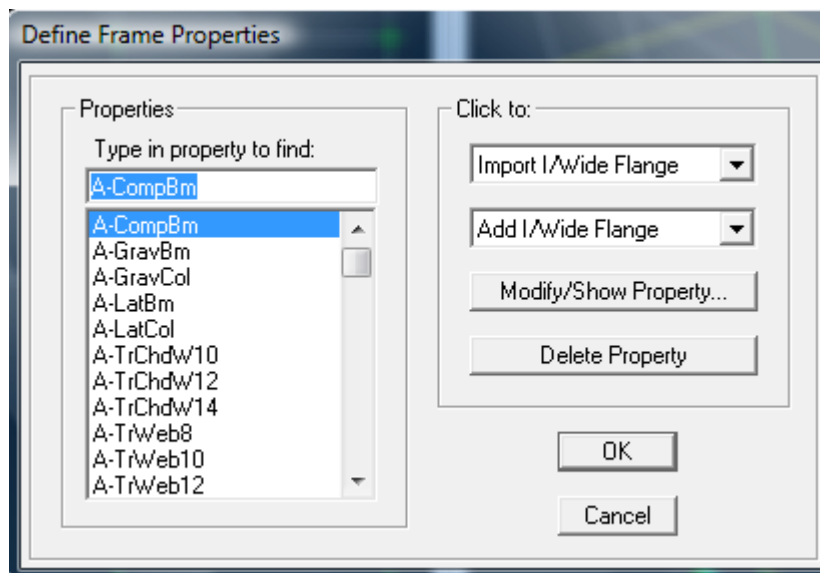 Define Frame Properties
Properties
Type in property to find:
A-CompBm
A-CompBm
A-GravBm
A-GravCol
A-LatBm
A-LatCol
A-TrChdW10
A-TrChdW12
A-TrChdW14
A-TrWeb8
A-TrWeb10
A-TrWeb12
Click to:
Import I/Wide Flange
Add I/Wide Flange
Modify/Show Property...
Delete Property
OK
Cancel